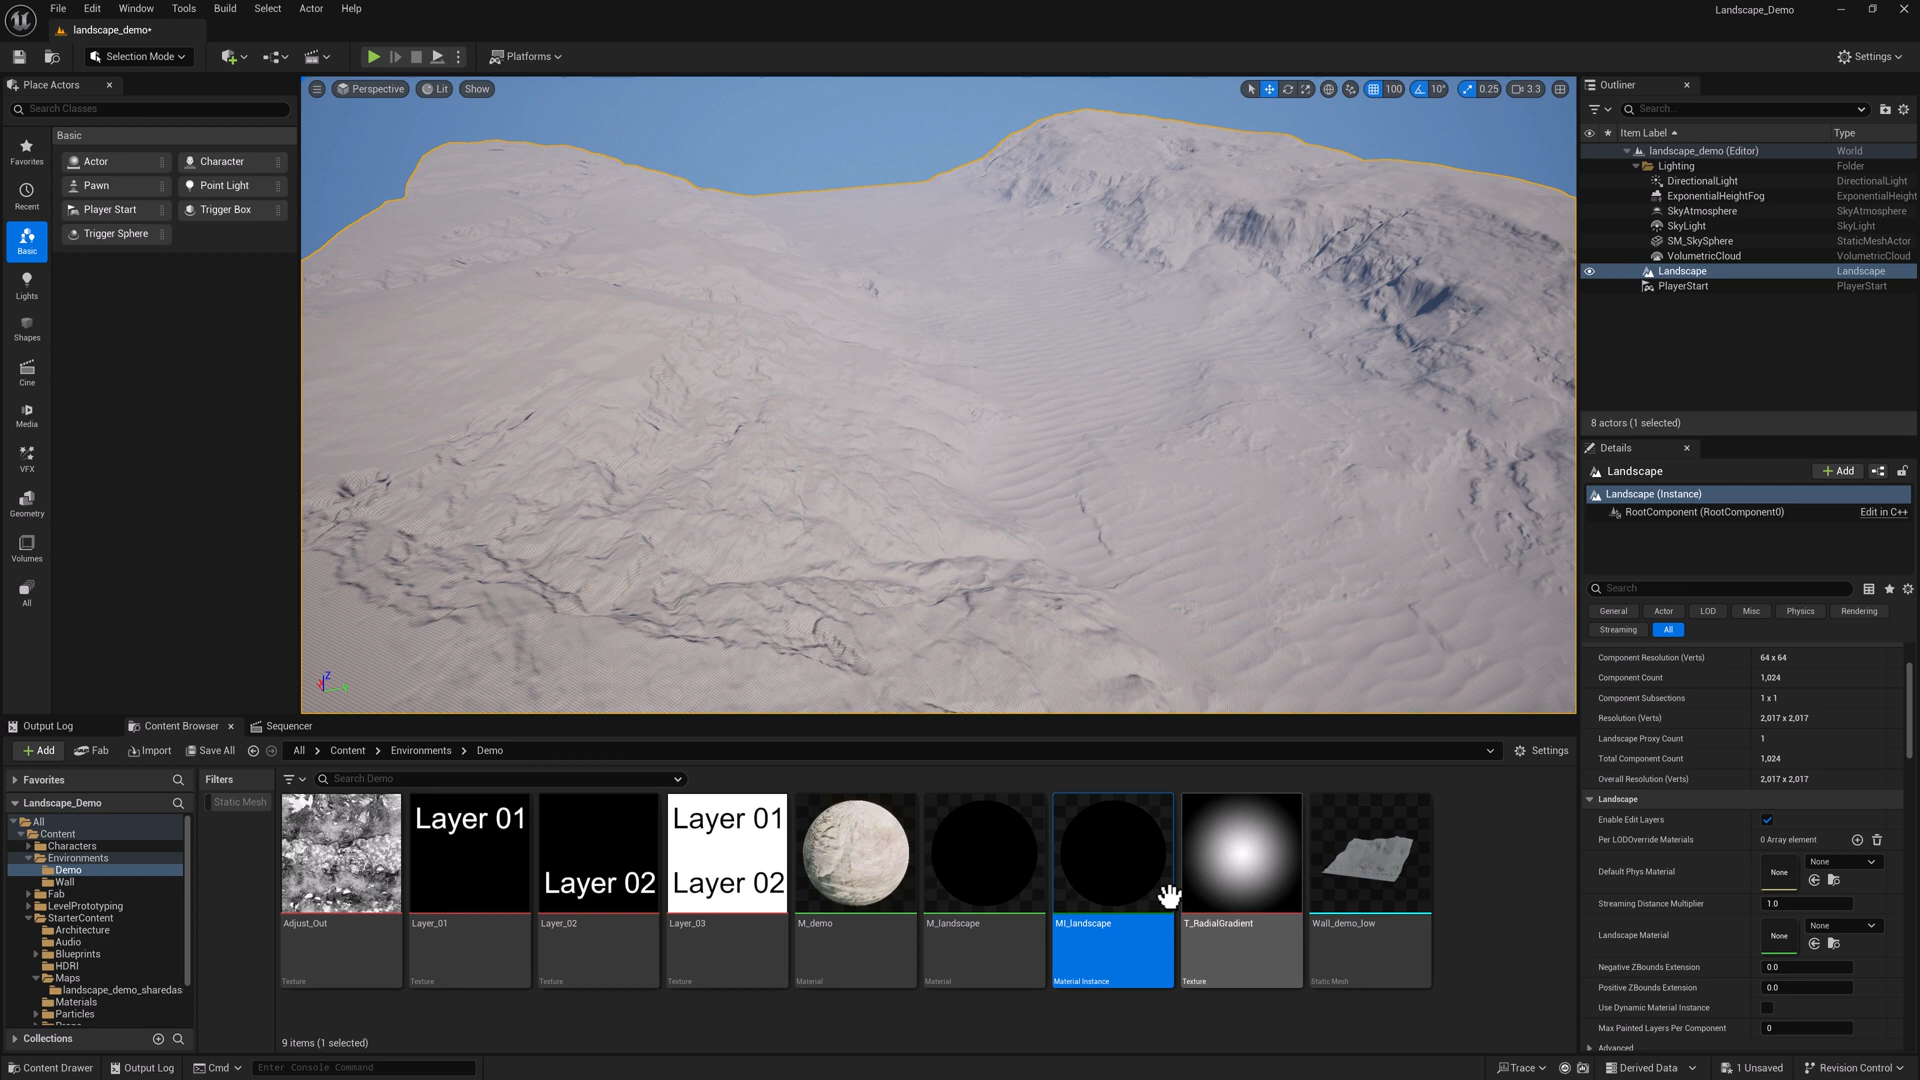 File Edit Window Tools Build Select Actor Help
Landscape_Demo
landscape_demo*
Selection Mode
Platforms
Settings
Place Actors
Search Classes
Favorites
Recent
Basic
Lights
Shapes
Cine
Media
VFX
Geometry
Volumes
All
Basic
Actor Character
Pawn Point Light
Player Start Trigger Box
Trigger Sphere
Perspective Lit Show
100 10° 0.25 3.3
Outliner
Search...
Item Label Type
landscape_demo (Editor) World
Lighting Folder
DirectionalLight DirectionalLight
ExponentialHeightFog ExponentialHeight
SkyAtmosphere SkyAtmosphere
SkyLight SkyLight
SM_SkySphere StaticMeshActor
VolumetricCloud VolumetricCloud
Landscape Landscape
PlayerStart PlayerStart
8 actors (1 selected)
Details
Landscape
Add
Landscape (Instance)
RootComponent (RootComponent0) Edit in C++
Search
General Actor LOD Misc Physics Rendering
Streaming All
Component Resolution (Verts) 64 x 64
Component Count 1,024
Component Subsections 1 x 1
Resolution (Verts) 2,017 x 2,017
Landscape Proxy Count 1
Total Component Count 1,024
Overall Resolution (Verts) 2,017 x 2,017
Landscape
Enable Edit Layers
Per LODOverride Materials 0 Array element
Default Phys Material None None
Streaming Distance Multiplier 1.0
Landscape Material None None
Negative ZBounds Extension 0.0
Positive ZBounds Extension 0.0
Use Dynamic Material Instance
Max Painted Layers Per Component 0
Advanced
Z
Output Log Content Browser Sequencer
Add Fab Import Save All
All Content Environments Demo
Settings
Favorites
Landscape_Demo
All
Content
Characters
Environments
Demo
Wall
Fab
LevelPrototyping
StarterContent
Architecture
Audio
Blueprints
HDRI
Maps
landscape_demo_sharedas
Materials
Particles
Collections
Filters
Static Mesh
Search Demo
Layer 01
Layer 02
Layer 01
Layer 02
Adjust_Out Layer_01 Layer_02 Layer_03 M_demo M_landscape MI_landscape T_RadialGradient Wall_demo_low
Texture Texture Texture Texture Material Material Material Instance Texture Static Mesh
9 items (1 selected)
Content Drawer Output Log Cmd Enter Console Command
Trace Derived Data 1 Unsaved Revision Control